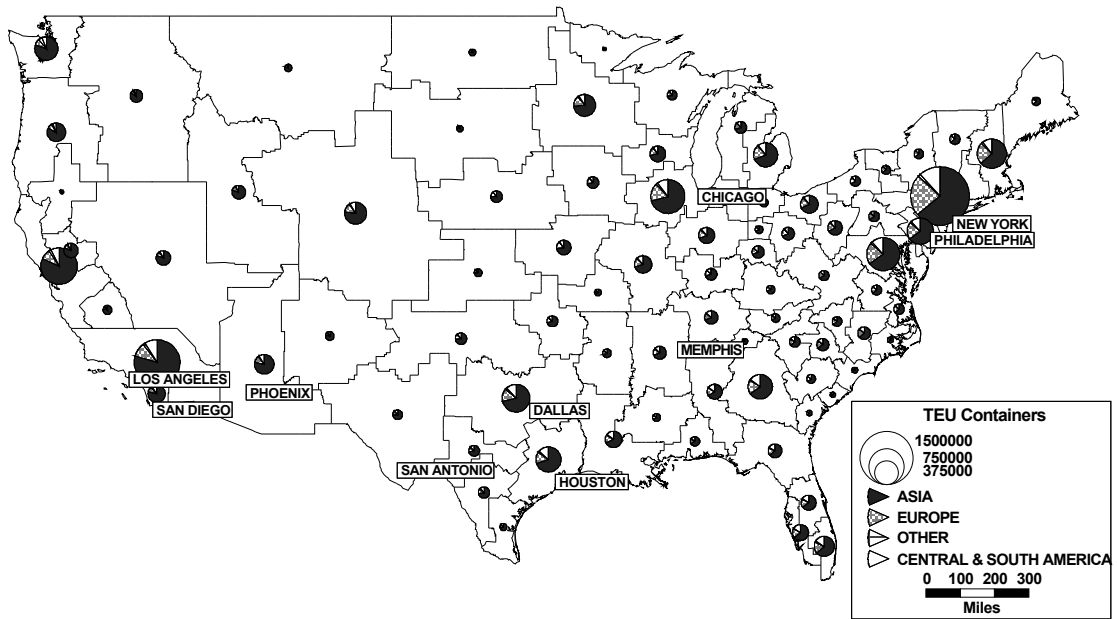 CHICAGO
NEW YORK
PHILADELPHIA
MEMPHIS
LOS ANGELES
PHOENIX
SAN DIEGO
DALLAS
SAN ANTONIO
HOUSTON
TEU Containers
1500000
750000
375000
ASIA
EUROPE
OTHER
CENTRAL & SOUTH AMERICA
0 100 200 300
Miles